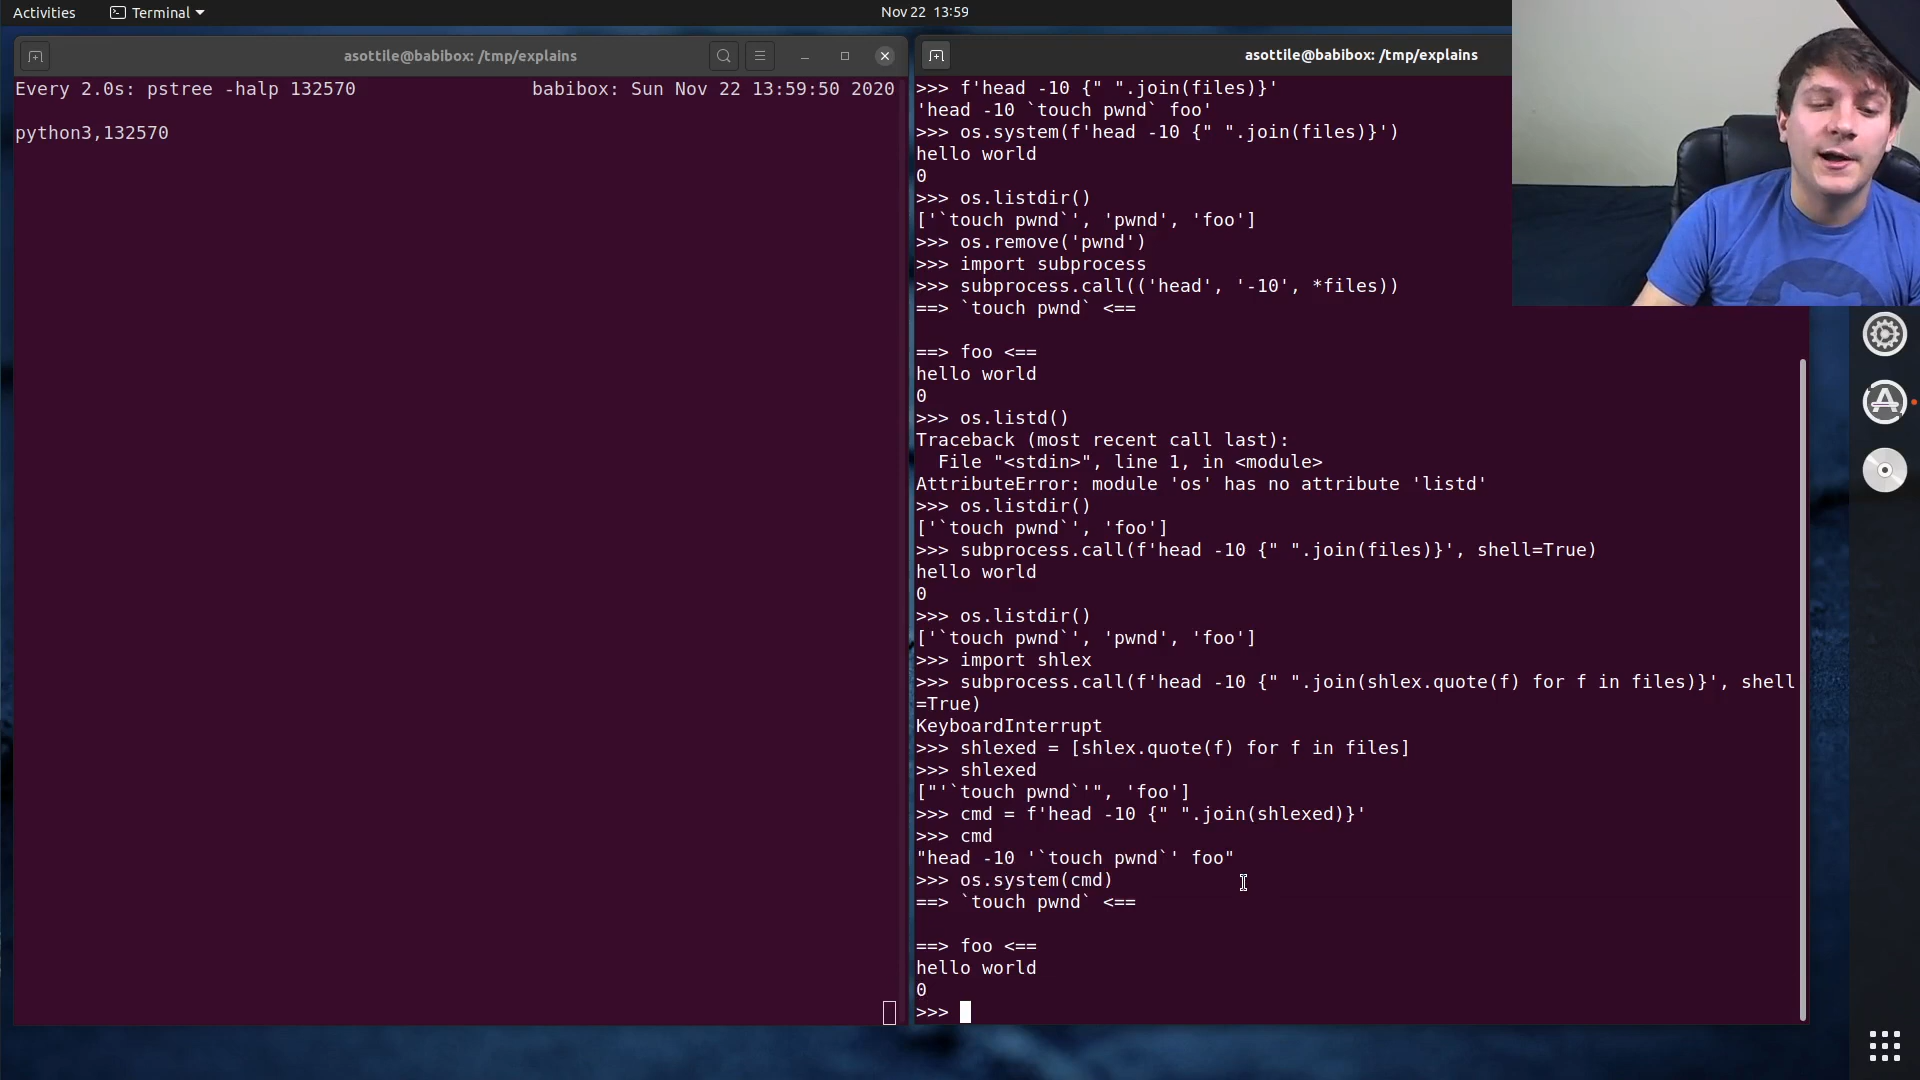 Activities
Terminal
Nov 22 13:59
asottile@babibox: /tmp/explains
Every 2.0s: pstree -halp 132570
babibox: Sun Nov 22 13:59:50 2020
python3,132570
asottile@babibox: /tmp/explains
>>> f'head -10 {" ".join(files)}'
'head -10 `touch pwnd` foo'
>>> os.system(f'head -10 {" ".join(files)}')
hello world
0
>>> os.listdir()
['`touch pwnd`', 'pwnd', 'foo']
>>> os.remove('pwnd')
>>> import subprocess
>>> subprocess.call(('head', '-10', *files))
==> `touch pwnd` <==
==> foo <==
hello world
0
>>> os.listd()
Traceback (most recent call last):
  File "<stdin>", line 1, in <module>
AttributeError: module 'os' has no attribute 'listd'
>>> os.listdir()
['`touch pwnd`', 'foo']
>>> subprocess.call(f'head -10 {" ".join(files)}', shell=True)
hello world
0
>>> os.listdir()
['`touch pwnd`', 'pwnd', 'foo']
>>> import shlex
>>> subprocess.call(f'head -10 {" ".join(shlex.quote(f) for f in files)}', shell
=True)
KeyboardInterrupt
>>> shlexed = [shlex.quote(f) for f in files]
>>> shlexed
["'`touch pwnd`'", 'foo']
>>> cmd = f'head -10 {" ".join(shlexed)}'
>>> cmd
"head -10 '`touch pwnd`' foo"
>>> os.system(cmd)
==> `touch pwnd` <==
==> foo <==
hello world
0
>>>